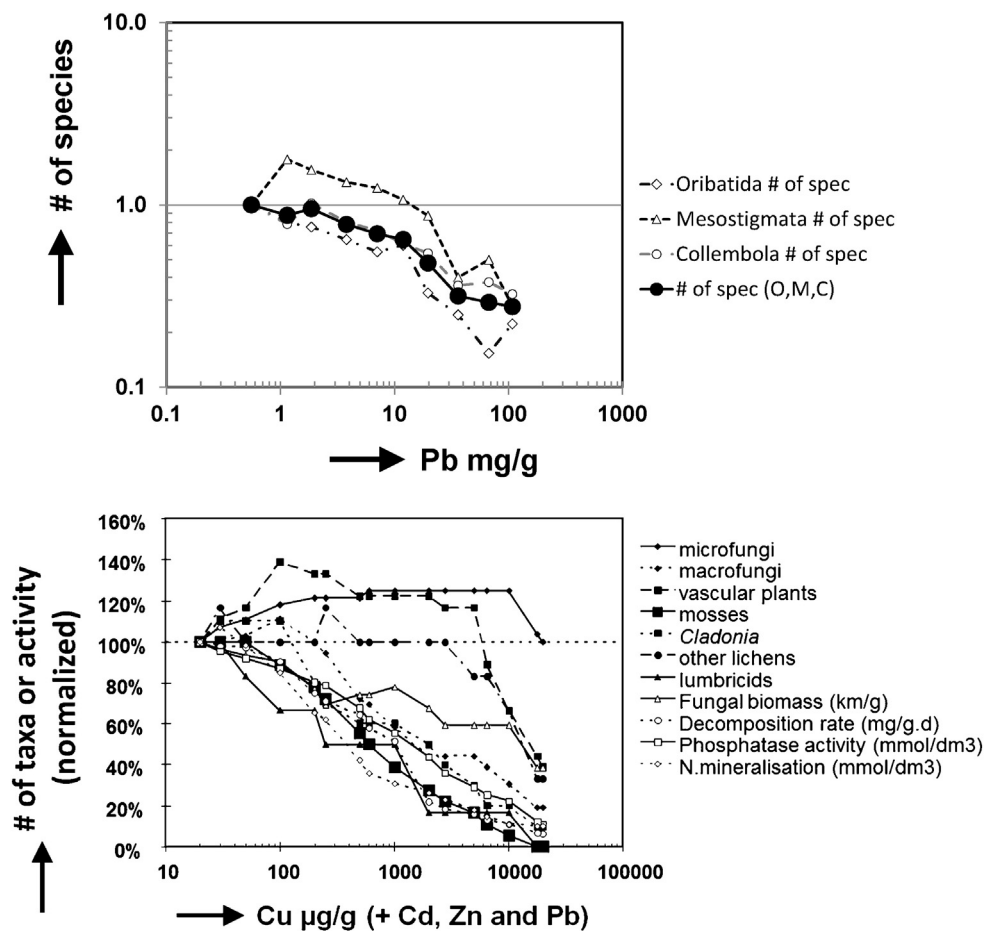 10.0
1.0
0.1
# of species
0.1 1 10 100 1000
Pb mg/g
Oribatida # of spec
Mesostigmata # of spec
Collembola # of spec
# of spec (O,M,C)
160%
140%
120%
100%
80%
60%
40%
20%
0%
# of taxa or activity
(normalized)
10 100 1000 10000 100000
Cu µg/g (+ Cd, Zn and Pb)
microfungi
macrofungi
vascular plants
mosses
Cladonia
other lichens
lumbricids
Fungal biomass (km/g)
Decomposition rate (mg/g.d)
Phosphatase activity (mmol/dm3)
N.mineralisation (mmol/dm3)